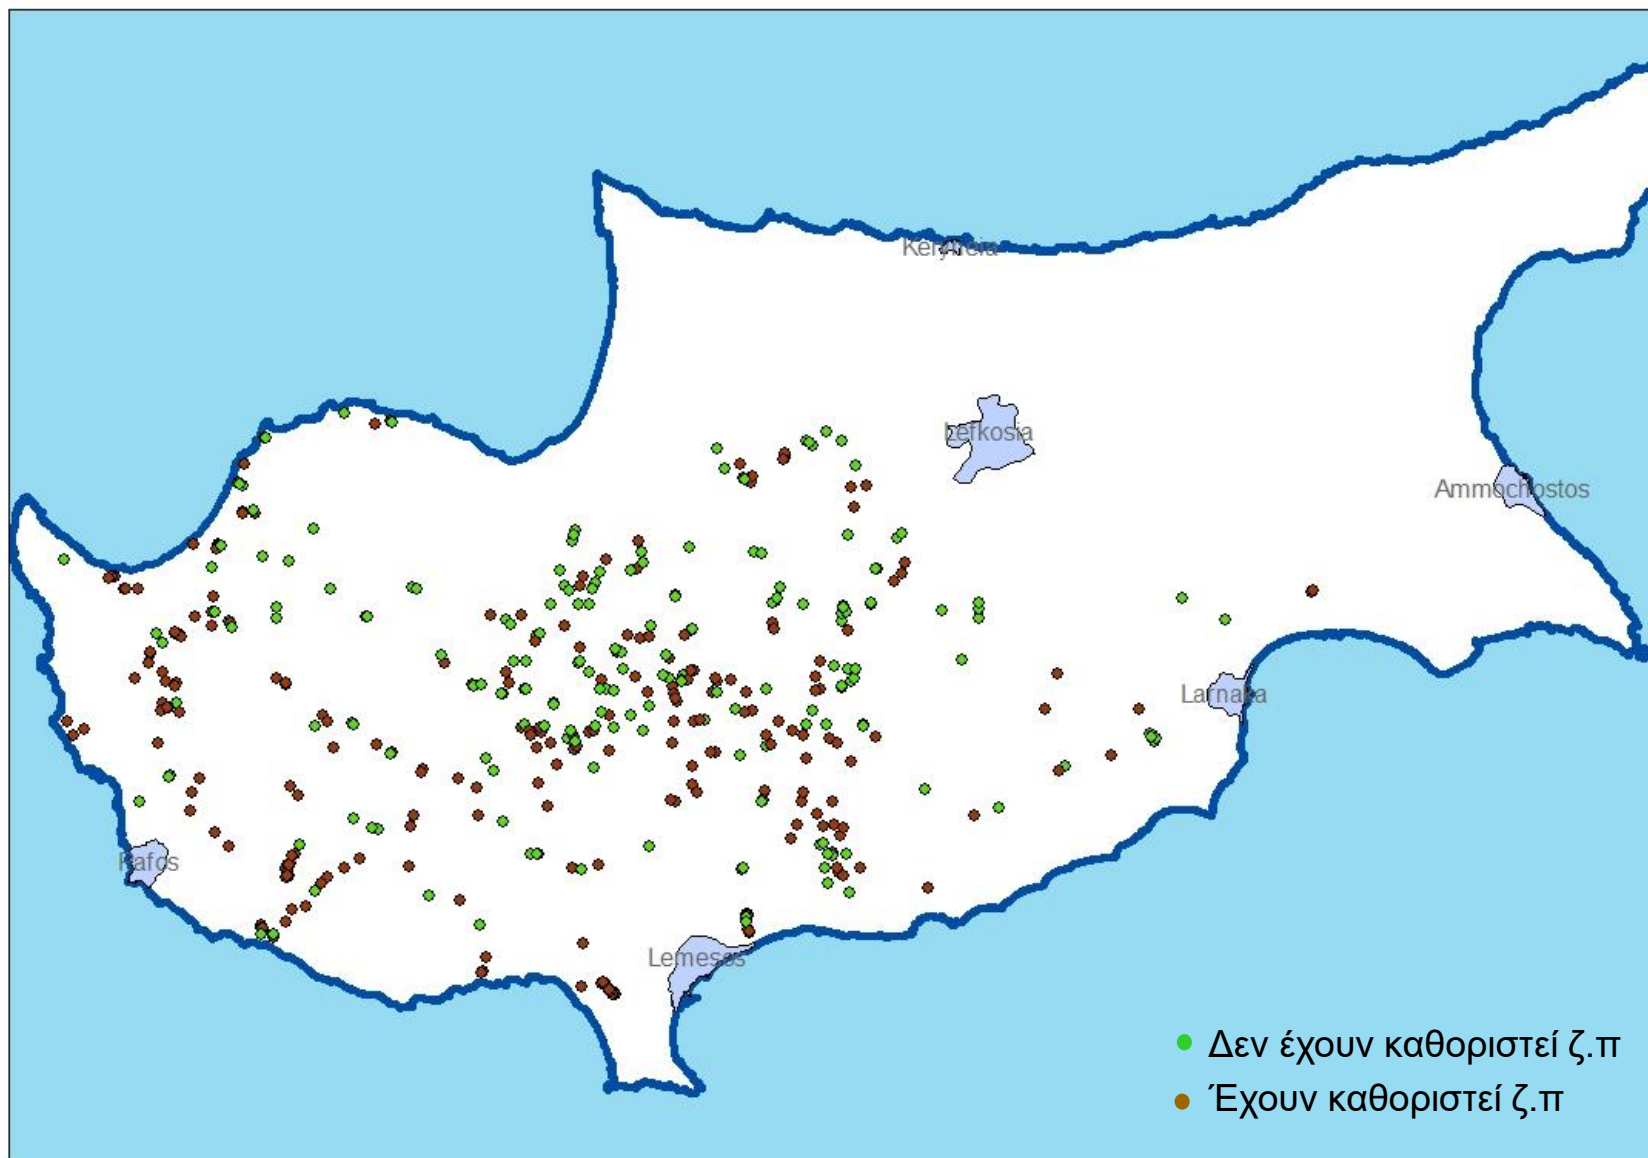 Keryneia
Lefkosia
Ammochostos
Larnaka
Pafos
Lemesos
Δεν έχουν καθοριστεί ζ.π
Έχουν καθοριστεί ζ.π